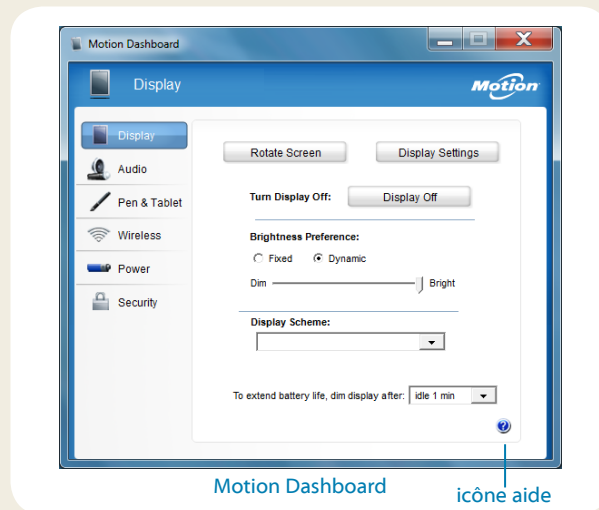 Motion Dashboard
Display
Motion
Display
Audio
Pen & Tablet
Wireless
Power
Security
Rotate Screen
Display Settings
Turn Display Off:
Display Off
Brightness Preference:
Fixed
Dynamic
Dim
Bright
Display Scheme:
To extend battery life, dim display after:
idle 1 min
?
Motion Dashboard
icône aide